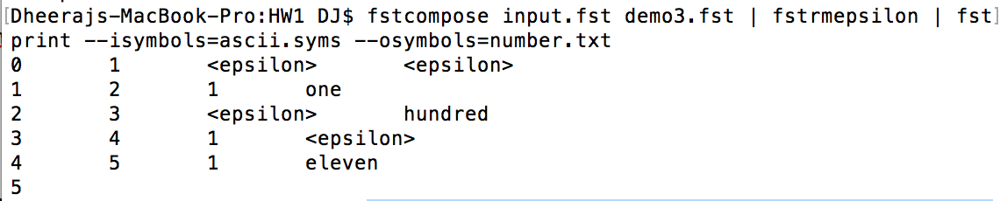 [Dheerajs-MacBook-Pro:HW1 DJ$ fstcompose input.fst demo3.fst | fstrmepsilon | fst]
print --isymbols=ascii.syms --osymbols=number.txt
0	1	<epsilon>	<epsilon>
1	2	1	one
2	3	<epsilon>	hundred
3	4	1	<epsilon>
4	5	1	eleven
5